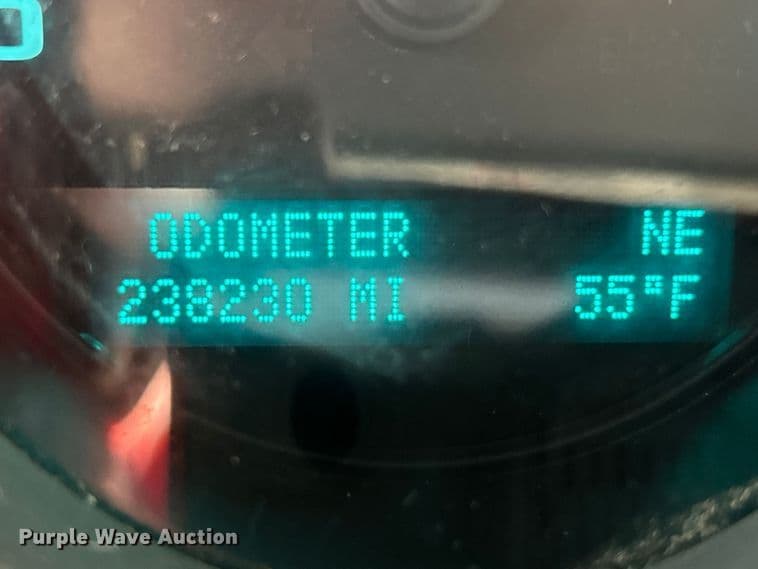 ODOMETER NE
238230 MI 55°F
Purple Wave Auction